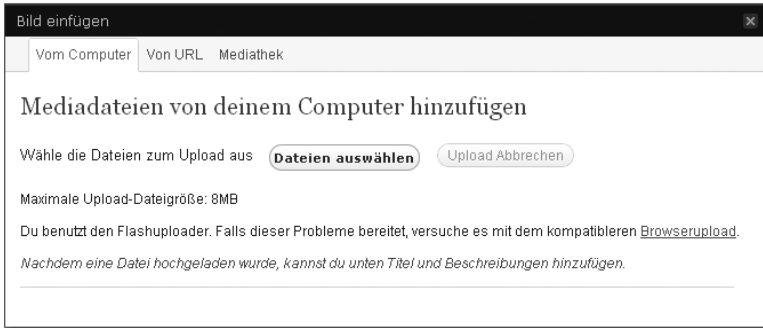 Bild einfügen
Vom Computer Von URL Mediathek
Mediadateien von deinem Computer hinzufügen
Wähle die Dateien zum Upload aus Dateien auswählen Upload Abbrechen
Maximale Upload-Dateigröße: 8MB
Du benutzt den Flashuploader. Falls dieser Probleme bereitet, versuche es mit dem kompatibleren Browserupload.
Nachdem eine Datei hochgeladen wurde, kannst du unten Titel und Beschreibungen hinzufügen.